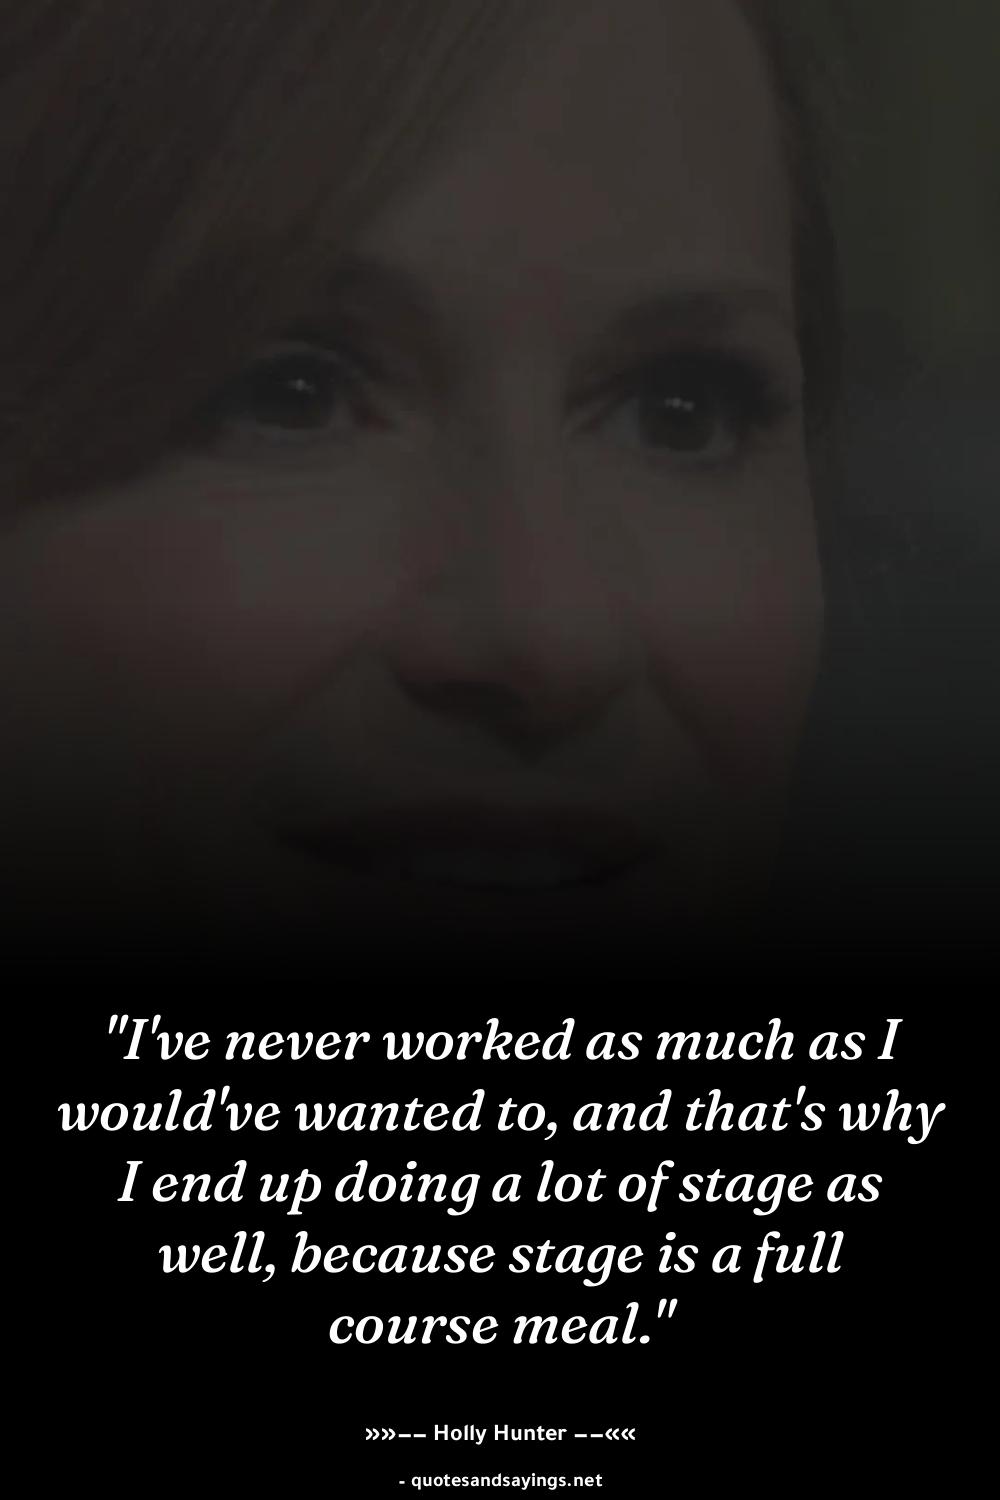 "I've never worked as much as I
would've wanted to, and that's why
I end up doing a lot of stage as
well, because stage is a full
course meal."
»»–– Holly Hunter ––««
- quotesandsayings.net